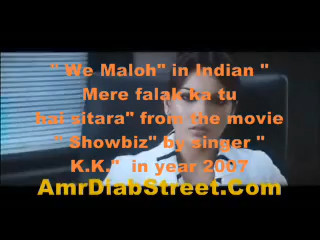 " We Maloh" in Indian "
Mere falak ka tu
hai sitara" from the movie
" Showbiz" by singer "
K.K."  in year 2007
AmrDiabStreet.Com